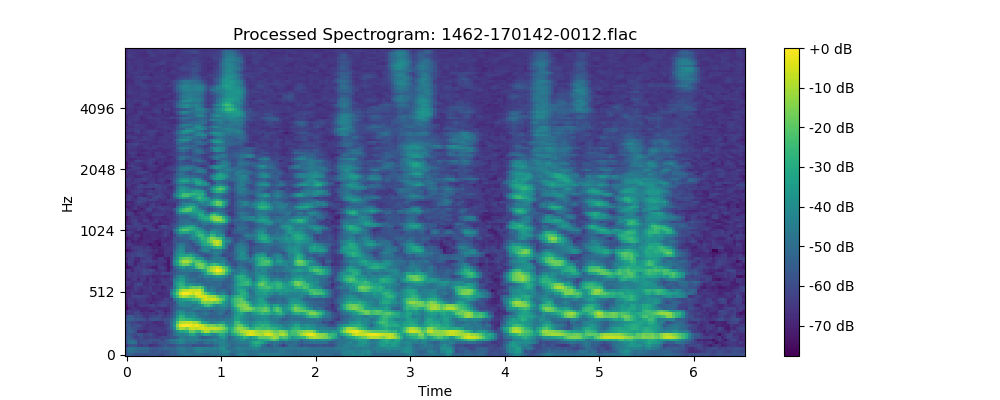 Processed Spectrogram: 1462-170142-0012.flac
Hz
4096
2048
1024
512
0
0 1 2 3 4 5 6
Time
+0 dB
-10 dB
-20 dB
-30 dB
-40 dB
-50 dB
-60 dB
-70 dB